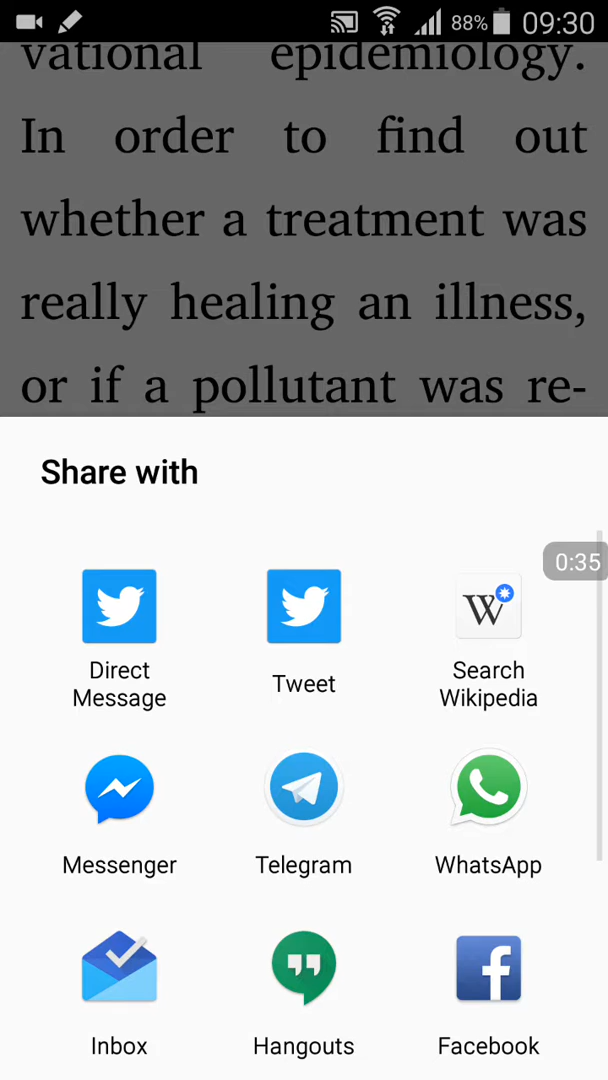 88% 09:30
vational epidemiology.
In order to find out
whether a treatment was
really healing an illness,
or if a pollutant was re-
Share with
0:35
W
Direct Message
Tweet
Search Wikipedia
Messenger
Telegram
WhatsApp
Inbox
Hangouts
Facebook